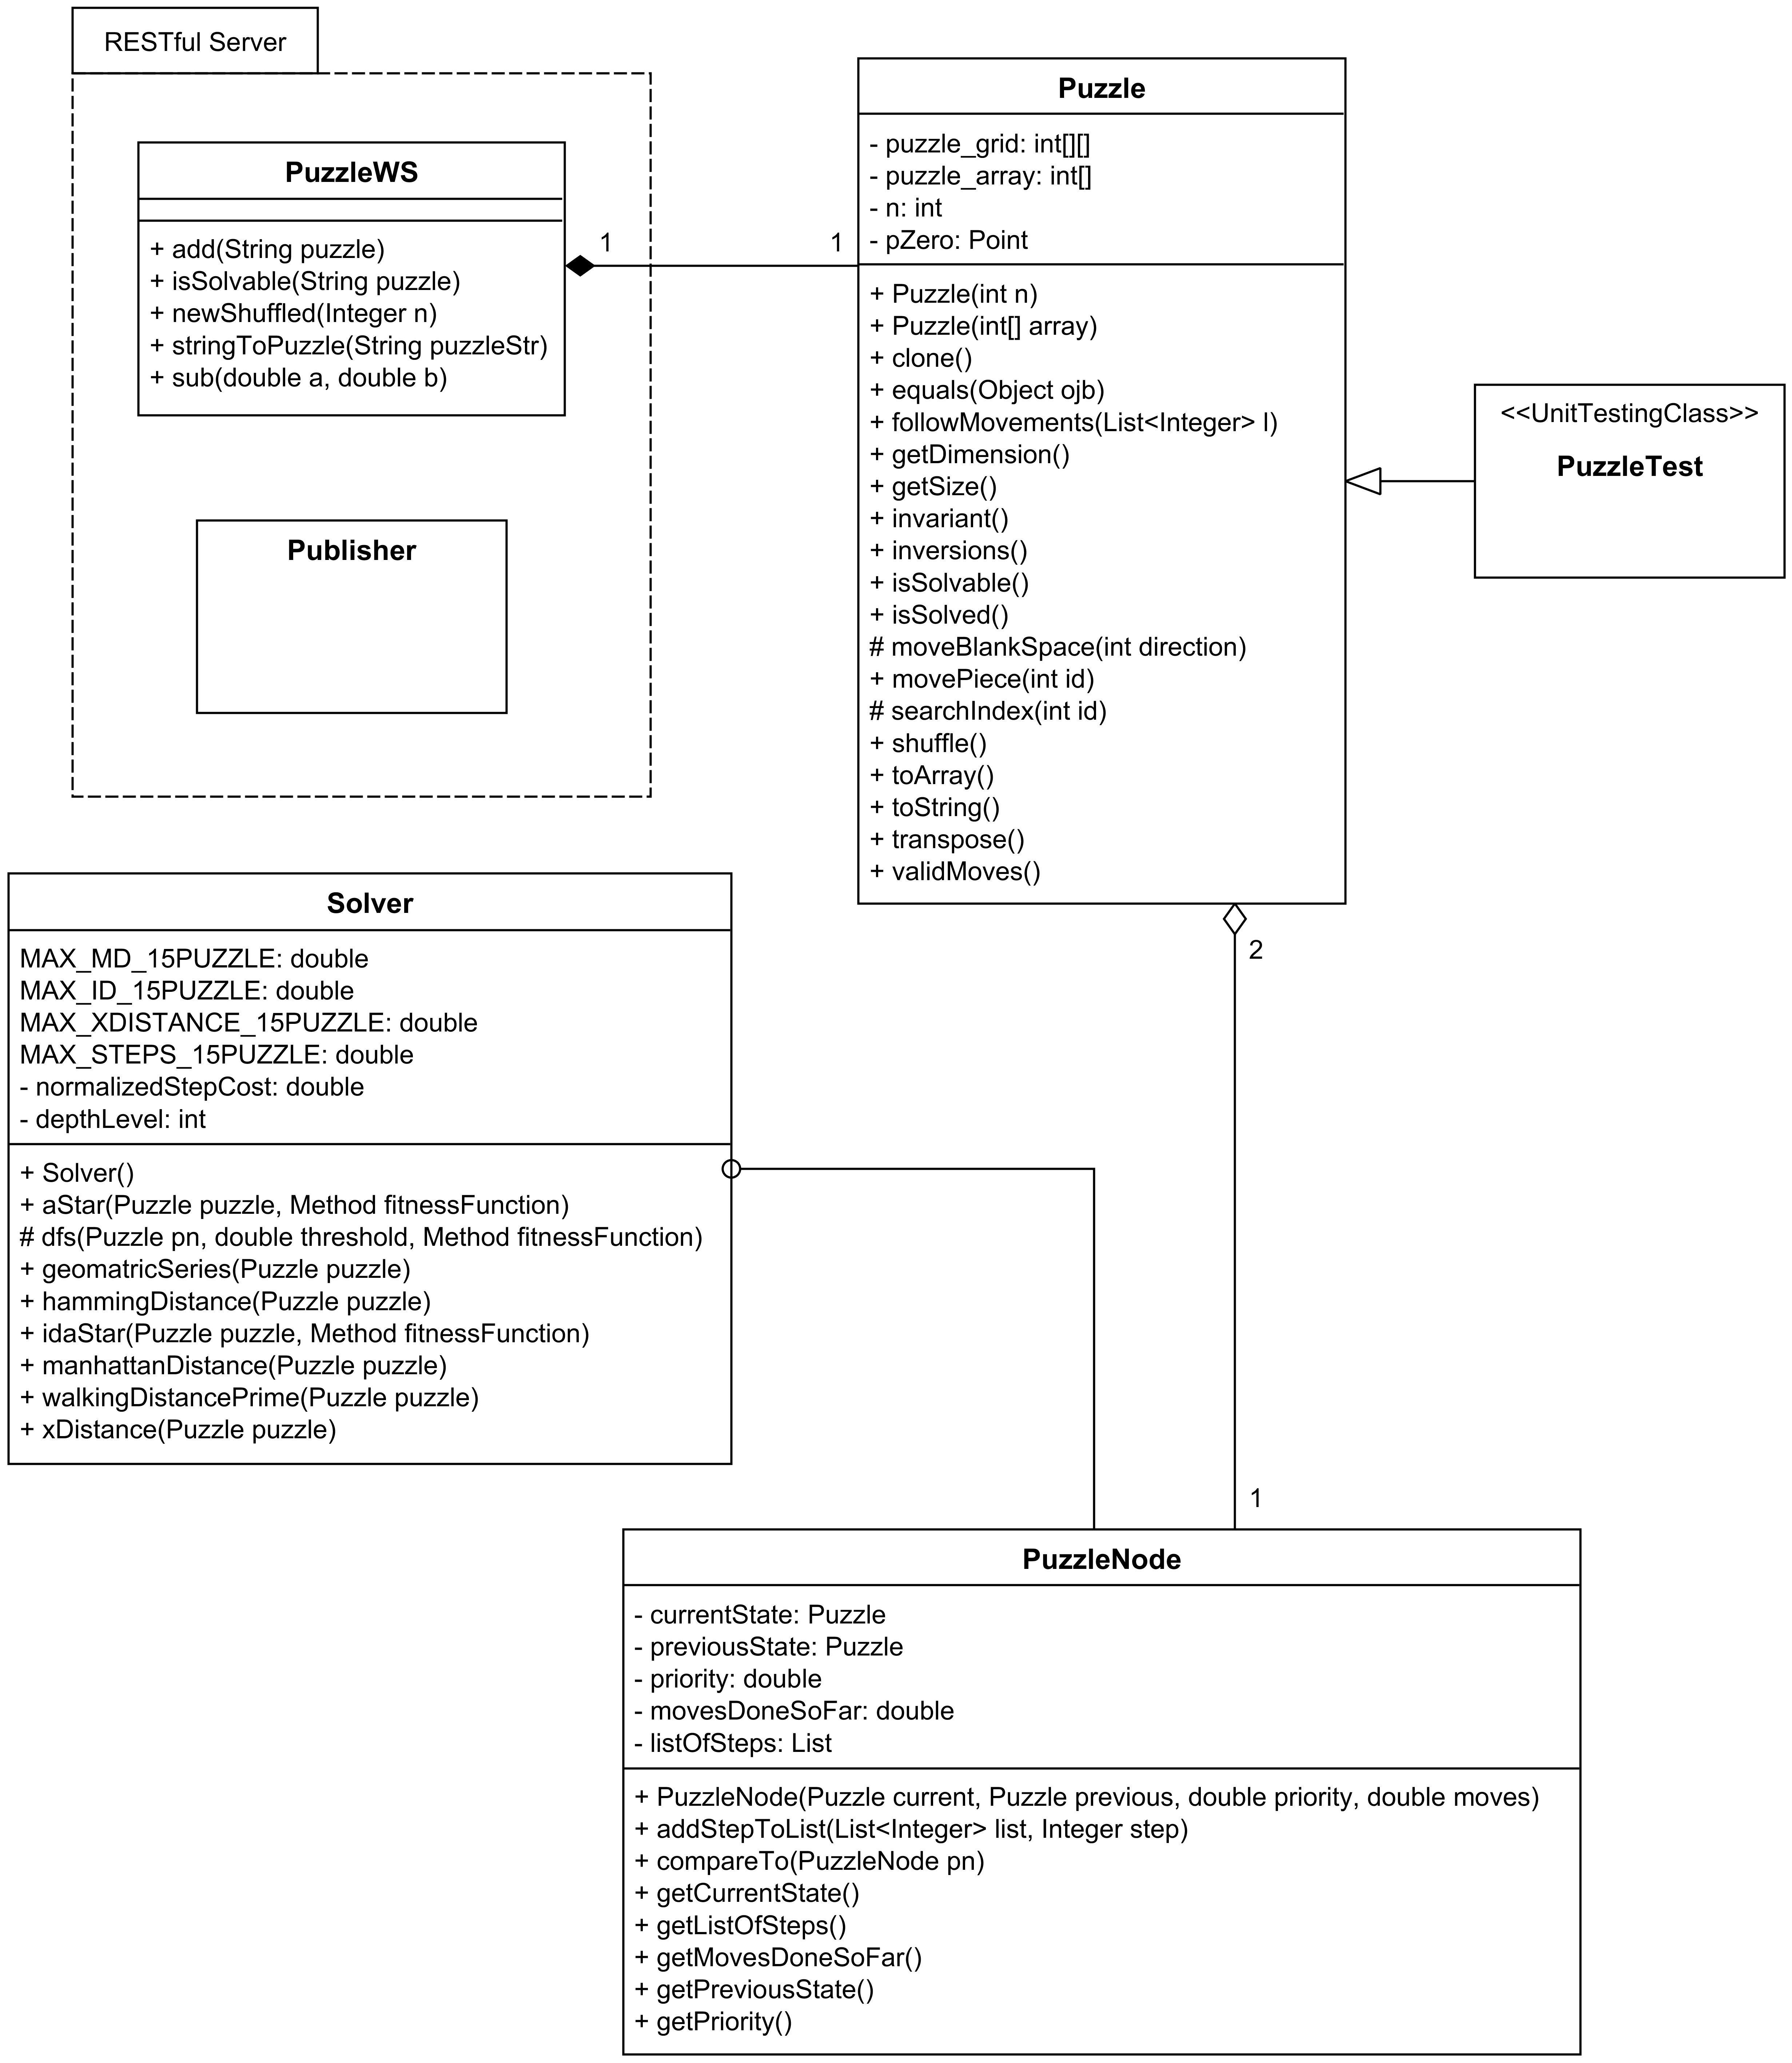 RESTful Server
PuzzleWS
+ add(String puzzle)
+ isSolvable(String puzzle)
+ newShuffled(Integer n)
+ stringToPuzzle(String puzzleStr)
+ sub(double a, double b)
1
1
Publisher
Puzzle
- puzzle_grid: int[][]
- puzzle_array: int[]
- n: int
- pZero: Point
+ Puzzle(int n)
+ Puzzle(int[] array)
+ clone()
+ equals(Object ojb)
+ followMovements(List<Integer> l)
+ getDimension()
+ getSize()
+ invariant()
+ inversions()
+ isSolvable()
+ isSolved()
# moveBlankSpace(int direction)
+ movePiece(int id)
# searchIndex(int id)
+ shuffle()
+ toArray()
+ toString()
+ transpose()
+ validMoves()
<<UnitTestingClass>>
PuzzleTest
2
1
Solver
MAX_MD_15PUZZLE: double
MAX_ID_15PUZZLE: double
MAX_XDISTANCE_15PUZZLE: double
MAX_STEPS_15PUZZLE: double
- normalizedStepCost: double
- depthLevel: int
+ Solver()
+ aStar(Puzzle puzzle, Method fitnessFunction)
# dfs(Puzzle pn, double threshold, Method fitnessFunction)
+ geomatricSeries(Puzzle puzzle)
+ hammingDistance(Puzzle puzzle)
+ idaStar(Puzzle puzzle, Method fitnessFunction)
+ manhattanDistance(Puzzle puzzle)
+ walkingDistancePrime(Puzzle puzzle)
+ xDistance(Puzzle puzzle)
PuzzleNode
- currentState: Puzzle
- previousState: Puzzle
- priority: double
- movesDoneSoFar: double
- listOfSteps: List
+ PuzzleNode(Puzzle current, Puzzle previous, double priority, double moves)
+ addStepToList(List<Integer> list, Integer step)
+ compareTo(PuzzleNode pn)
+ getCurrentState()
+ getListOfSteps()
+ getMovesDoneSoFar()
+ getPreviousState()
+ getPriority()